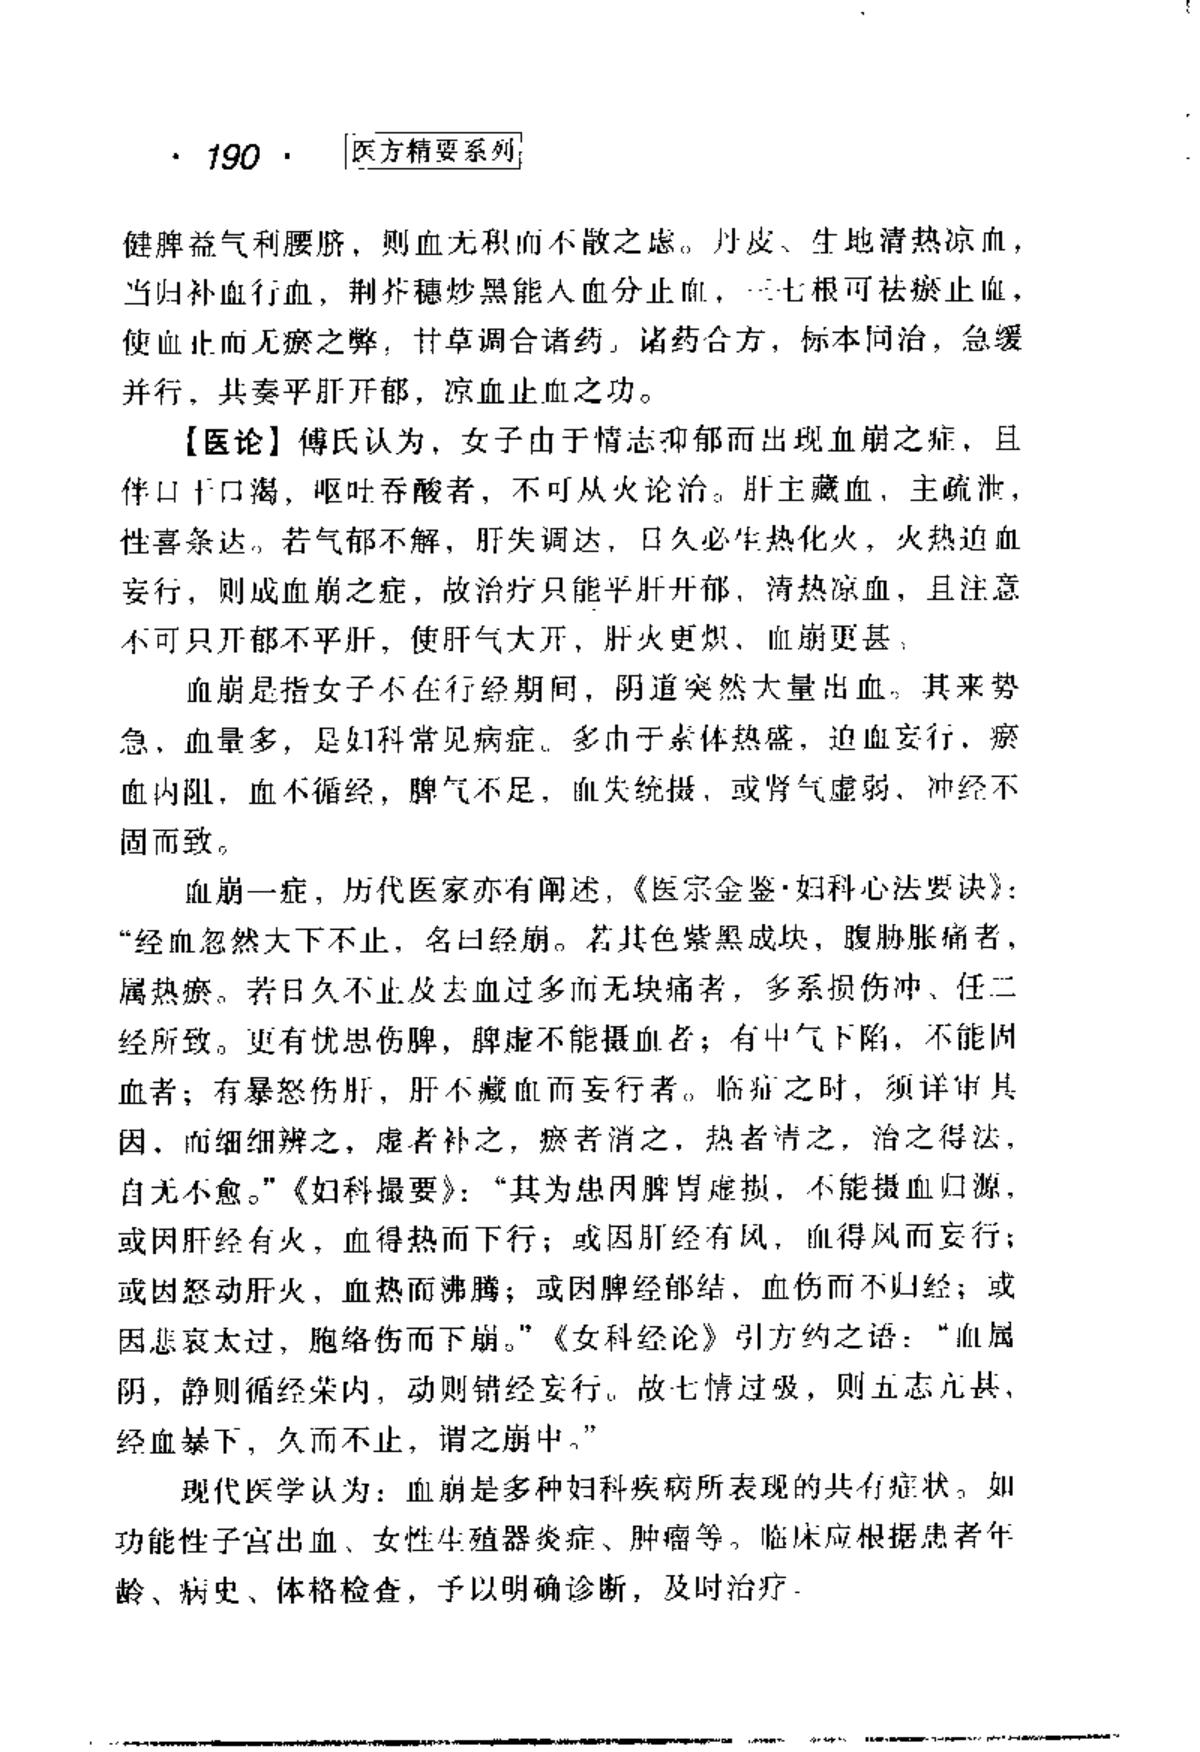 · 190 · 医方精要系列
健脾益气利腰脐，则血无积而不散之虑。丹皮、生地清热凉血，
当归补血行血，荆芥穗炒黑能入血分止血，三七根可祛瘀止血，
使血止而无瘀之弊，甘草调合诸药。诸药合方，标本同治，急缓
并行，共奏平肝开郁，凉血止血之功。
【医论】傅氏认为，女子由于情志抑郁而出现血崩之症，且
伴口干口渴，呕吐吞酸者，不可从火论治。肝主藏血，主疏泄，
性喜条达。若气郁不解，肝失调达，日久必生热化火，火热迫血
妄行，则成血崩之症，故治疗只能平肝开郁，清热凉血，且注意
不可只开郁不平肝，使肝气大开，肝火更炽，血崩更甚。
血崩是指女子不在行经期间，阴道突然大量出血。其来势
急，血量多，是妇科常见病症。多由于素体热盛，迫血妄行，瘀
血内阻，血不循经，脾气不足，血失统摄，或肾气虚弱，冲经不
固而致。
血崩一症，历代医家亦有阐述，《医宗金鉴·妇科心法要诀》：
“经血忽然大下不止，名曰经崩。若其色紫黑成块，腹胁胀痛者，
属热瘀。若日久不止及去血过多而无块痛者，多系损伤冲、任二
经所致。更有忧思伤脾，脾虚不能摄血者；有中气下陷，不能固
血者；有暴怒伤肝，肝不藏血而妄行者。临症之时，须详审其
因，而细细辨之，虚者补之，瘀者消之，热者清之，治之得法，
自无不愈。”《妇科撮要》：“其为患因脾胃虚损，不能摄血归源，
或因肝经有火，血得热而下行；或因肝经有风，血得风而妄行；
或因怒动肝火，血热而沸腾；或因脾经郁结，血伤而不归经；或
因悲哀太过，胞络伤而下崩。”《女科经论》引方约之语：“血属
阴，静则循经荣内，动则错经妄行。故七情过极，则五志亢甚，
经血暴下，久而不止，谓之崩中。”
现代医学认为：血崩是多种妇科疾病所表现的共有症状。如
功能性子宫出血、女性生殖器炎症、肿瘤等。临床应根据患者年
龄、病史、体格检查，予以明确诊断，及时治疗。